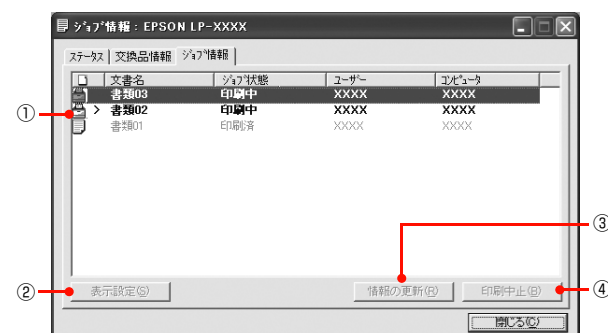 ｼﾞｮﾌﾞ情報 : EPSON LP-XXXX
ｽﾃｰﾀｽ 交換品情報 ｼﾞｮﾌﾞ情報
文書名 ｼﾞｮﾌﾞ状態 ﾕｰｻﾞｰ ｺﾝﾋﾟｭｰﾀ
書類03 印刷中 XXXX XXXX
① > 書類02 印刷中 XXXX XXXX
書類01 印刷済 XXXX XXXX
③
② 表示設定(S) 情報の更新(R) 印刷中止(B) ④
閉じる(C)